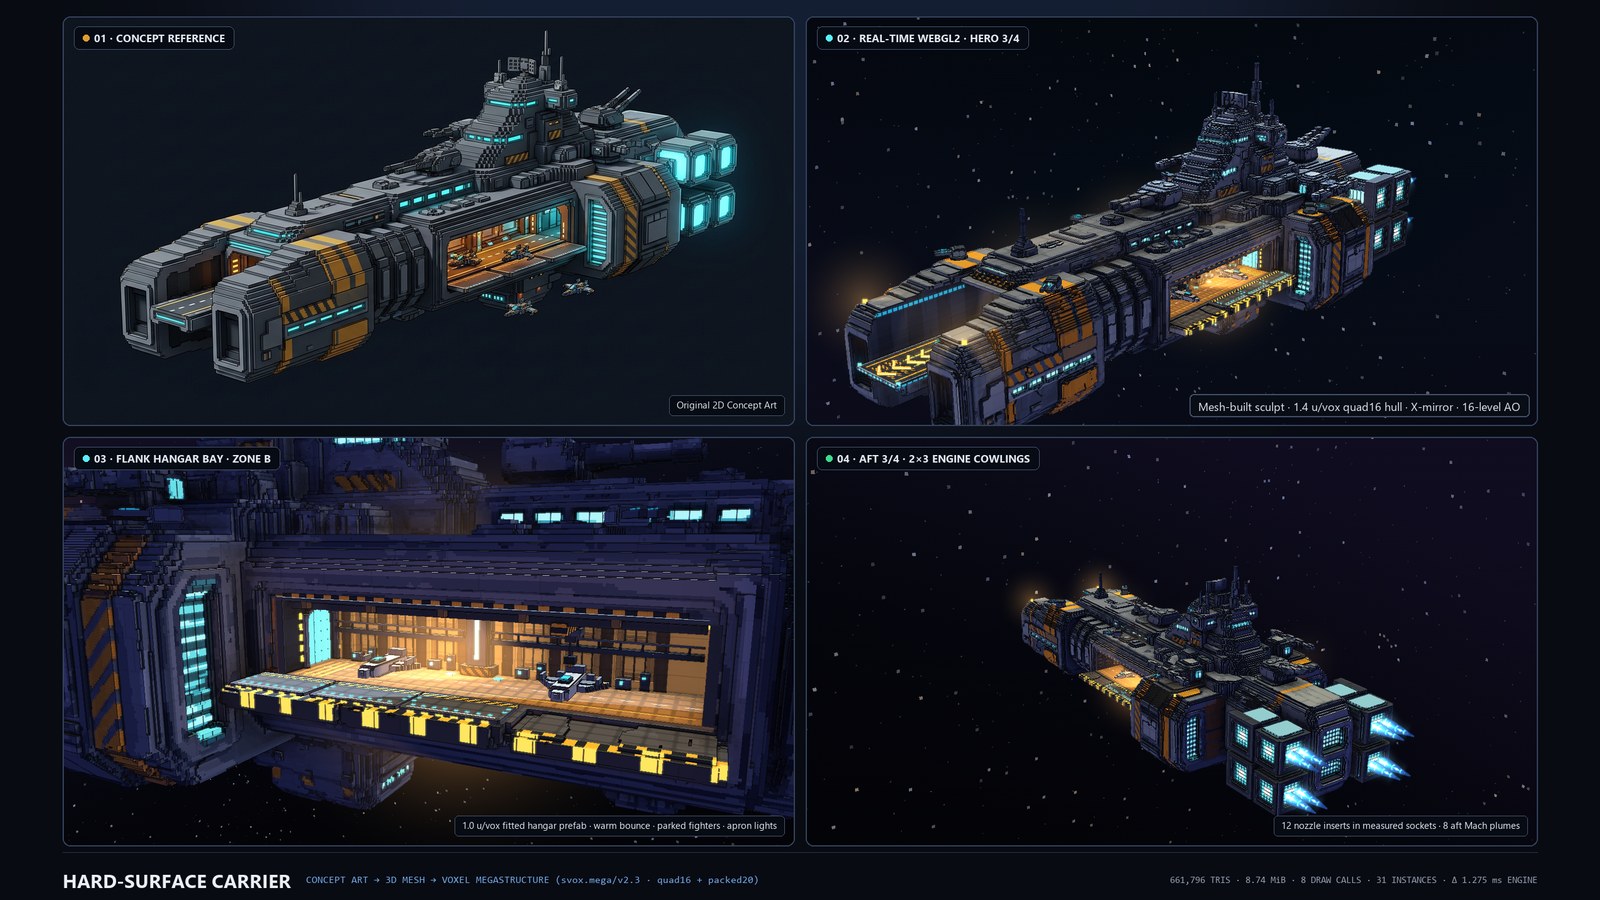 01 · CONCEPT REFERENCE
Original 2D Concept Art
02 · REAL-TIME WEBGL2 · HERO 3/4
Mesh-built sculpt · 1.4 u/vox quad16 hull · X-mirror · 16-level AO
03 · FLANK HANGAR BAY · ZONE B
1.0 u/vox fitted hangar prefab · warm bounce · parked fighters · apron lights
04 · AFT 3/4 · 2×3 ENGINE COWLINGS
12 nozzle inserts in measured sockets · 8 aft Mach plumes
HARD-SURFACE CARRIER
CONCEPT ART → 3D MESH → VOXEL MEGASTRUCTURE (svox.mega/v2.3 · quad16 + packed20)
661,796 TRIS · 8.74 MiB · 8 DRAW CALLS · 31 INSTANCES · Δ 1.275 ms ENGINE